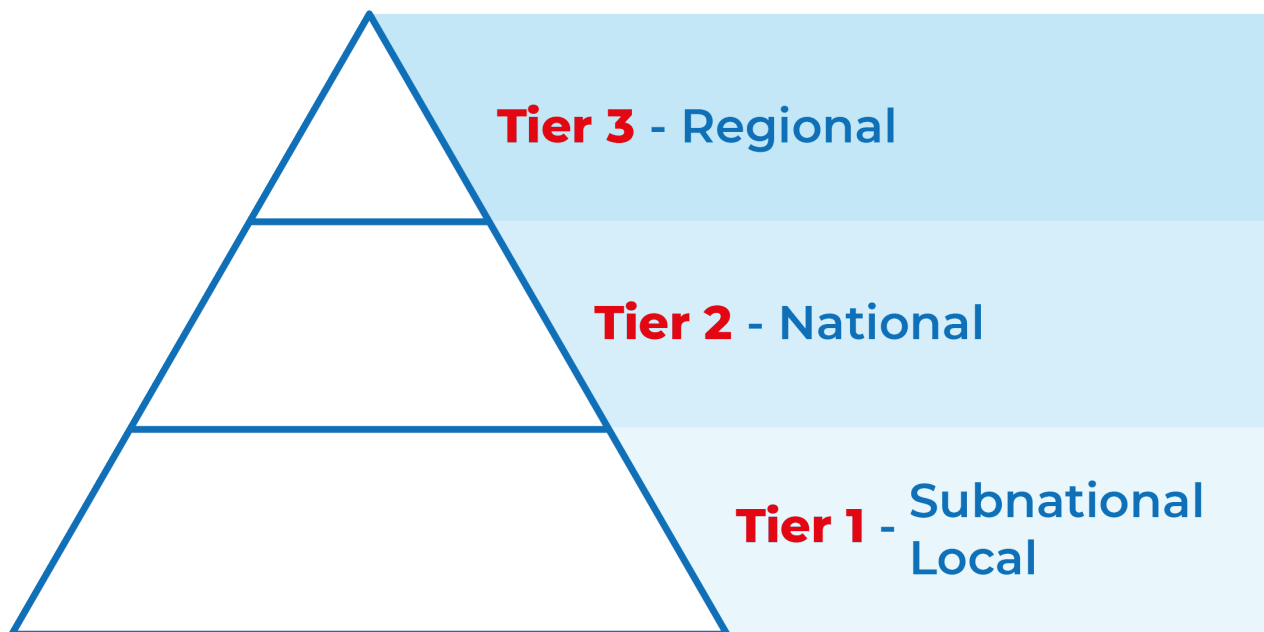 Tier 3 - Regional
Tier 2 - National
Tier 1 - Subnational
Local